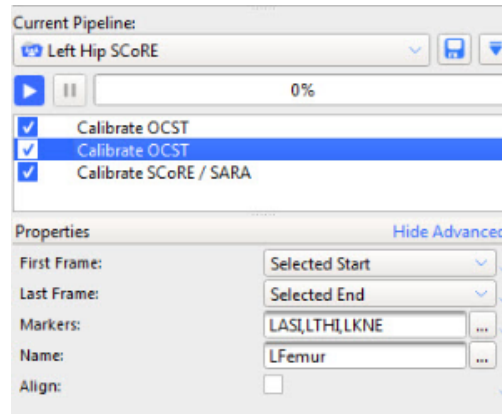 Current Pipeline:
Left Hip SCoRE
0%
Calibrate OCST
Calibrate OCST
Calibrate SCoRE / SARA
Properties Hide Advanced
First Frame: Selected Start
Last Frame: Selected End
Markers: LASI,LTHI,LKNE ...
Name: LFemur ...
Align: